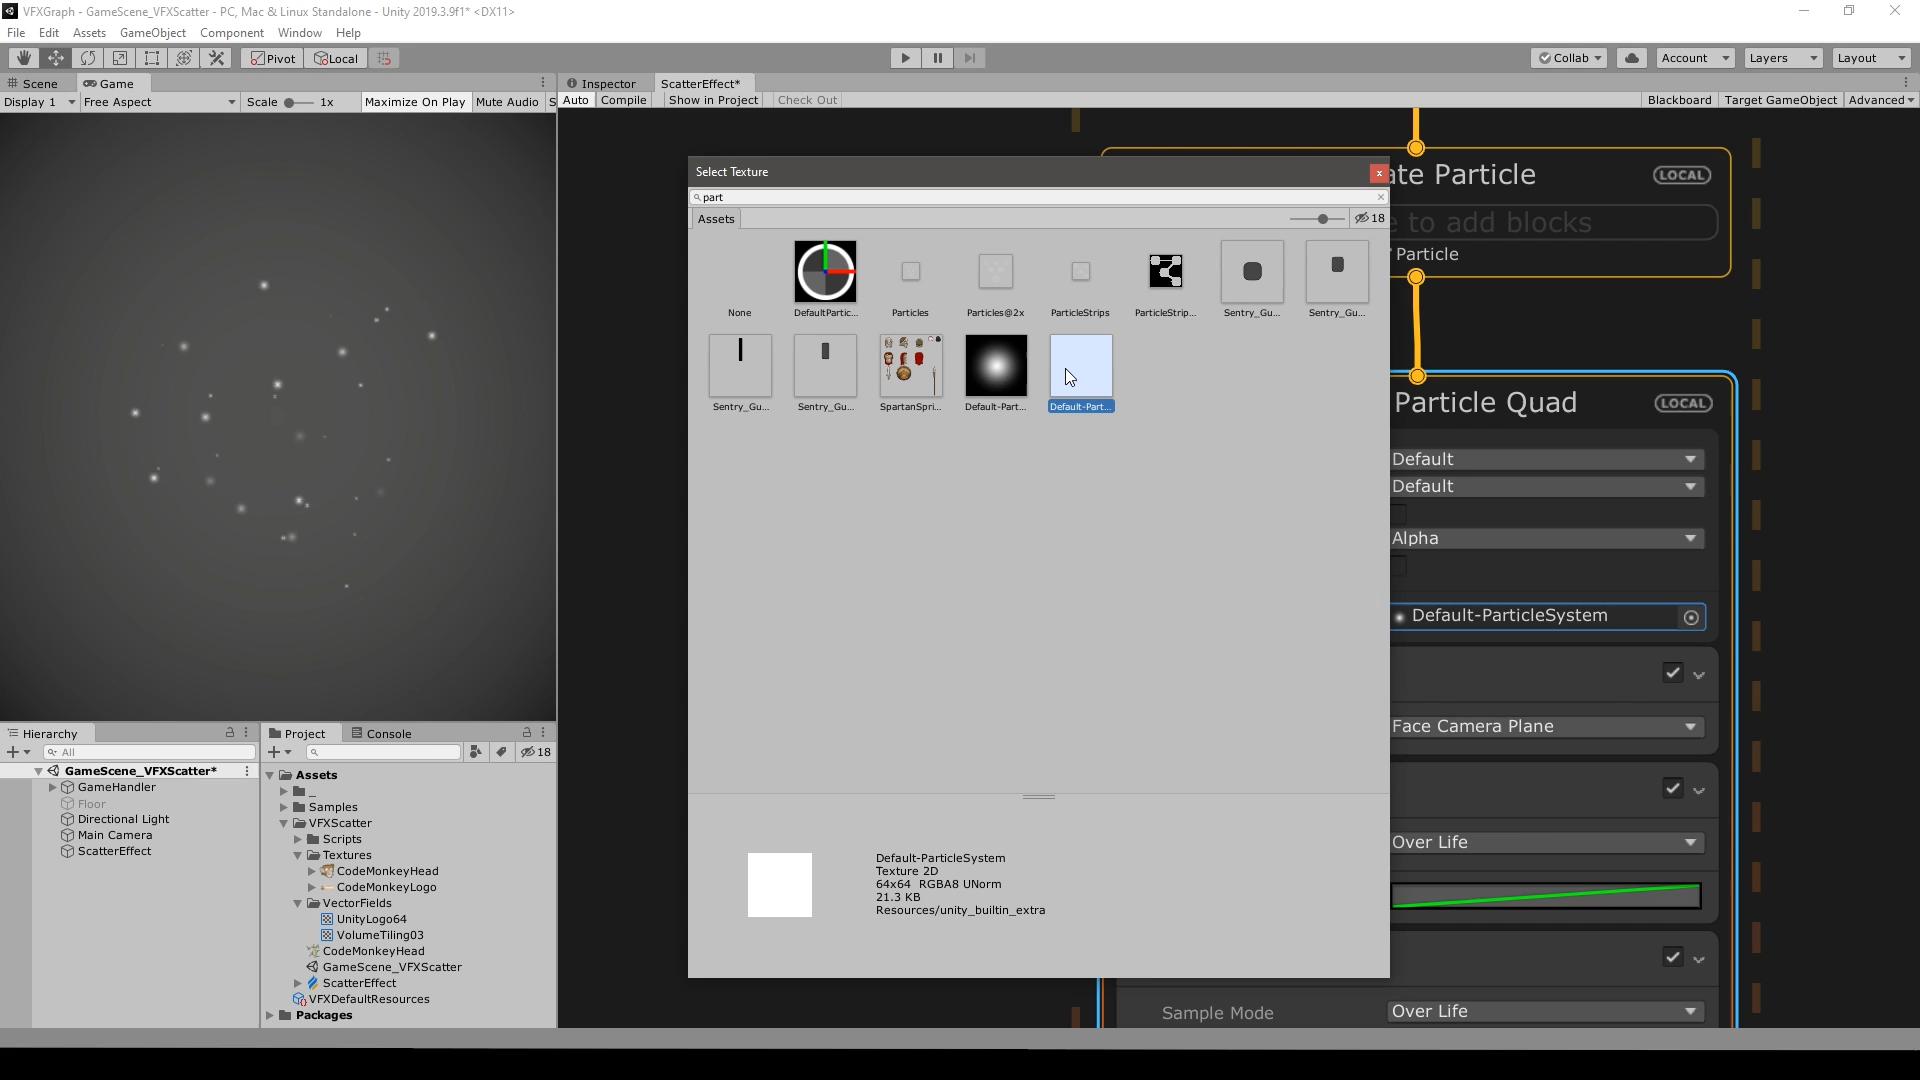 VFXGraph - GameScene_VFXScatter - PC, Mac & Linux Standalone - Unity 2019.3.9f1* <DX11>
File Edit Assets GameObject Component Window Help
Pivot Local Collab Account Layers Layout
Scene Game Inspector ScatterEffect*
Display 1 Free Aspect Scale 1x Maximize On Play Mute Audio S
Auto Compile Show in Project Check Out Blackboard Target GameObject Advanced
Select Texture
part
Assets 18
None DefaultPartic... Particles Particles@2x ParticleStrips ParticleStrip... Sentry_Gu... Sentry_Gu...
Sentry_Gu... Sentry_Gu... SpartanSpri... Default-Part... Default-Part...
Default-ParticleSystem
Texture 2D
64x64 RGBA8 UNorm
21.3 KB
Resources/unity_builtin_extra
ate Particle LOCAL
e to add blocks
Particle
Particle Quad LOCAL
Default
Default
Alpha
Default-ParticleSystem
Face Camera Plane
Over Life
Sample Mode Over Life
Hierarchy
All
GameScene_VFXScatter*
GameHandler
Floor
Directional Light
Main Camera
ScatterEffect
Project Console
18
Assets
_
Samples
VFXScatter
Scripts
Textures
CodeMonkeyHead
CodeMonkeyLogo
VectorFields
UnityLogo64
VolumeTiling03
CodeMonkeyHead
GameScene_VFXScatter
ScatterEffect
VFXDefaultResources
Packages